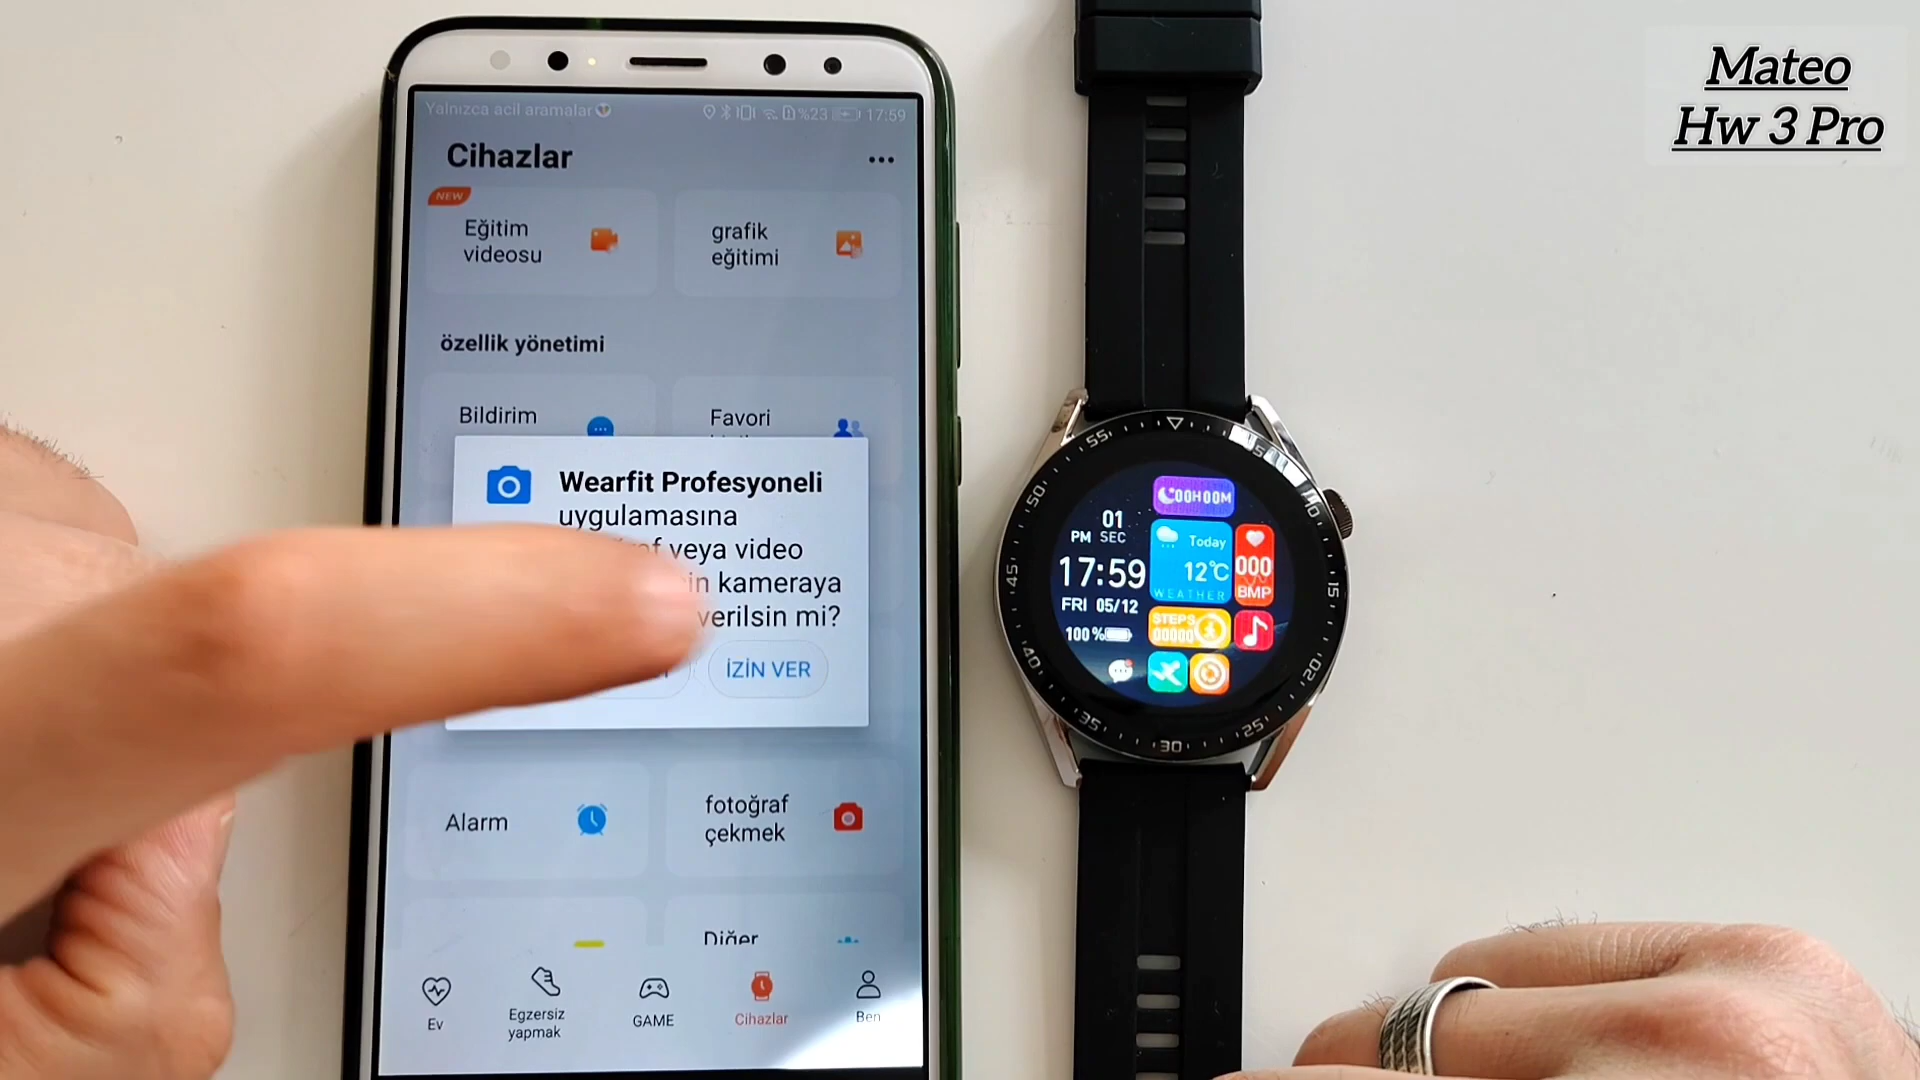 Mateo
Hw 3 Pro
Yalnızca acil aramalar
%23 17:59
Cihazlar
NEW
Eğitim
videosu
grafik
eğitimi
özellik yönetimi
Bildirim
Favori
Wearfit Profesyoneli
uygulamasına
veya video
kameraya
verilsin mi?
İZİN VER
Alarm
fotoğraf
çekmek
Diğer
Ev
Egzersiz
yapmak
GAME
Cihazlar
Ben
00H00M
01
PM SEC
17:59
FRI 05/12
100%
Today
12°C
WEATHER
000
BMP
STEPS
00000
55
50
45
40
35
30
25
20
15
10
5